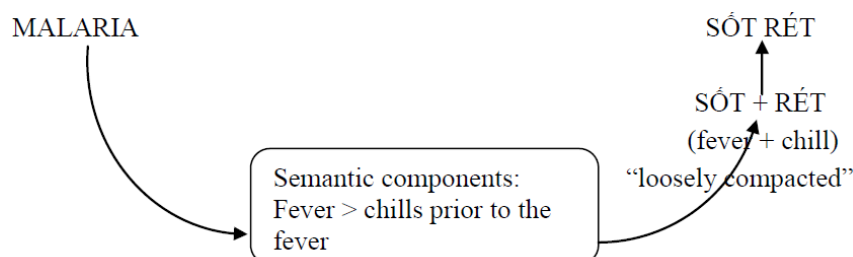 MALARIA
SỐT RÉT
SỐT + RÉT
(fever + chill)
“loosely compacted”
Semantic components:
Fever > chills prior to the
fever